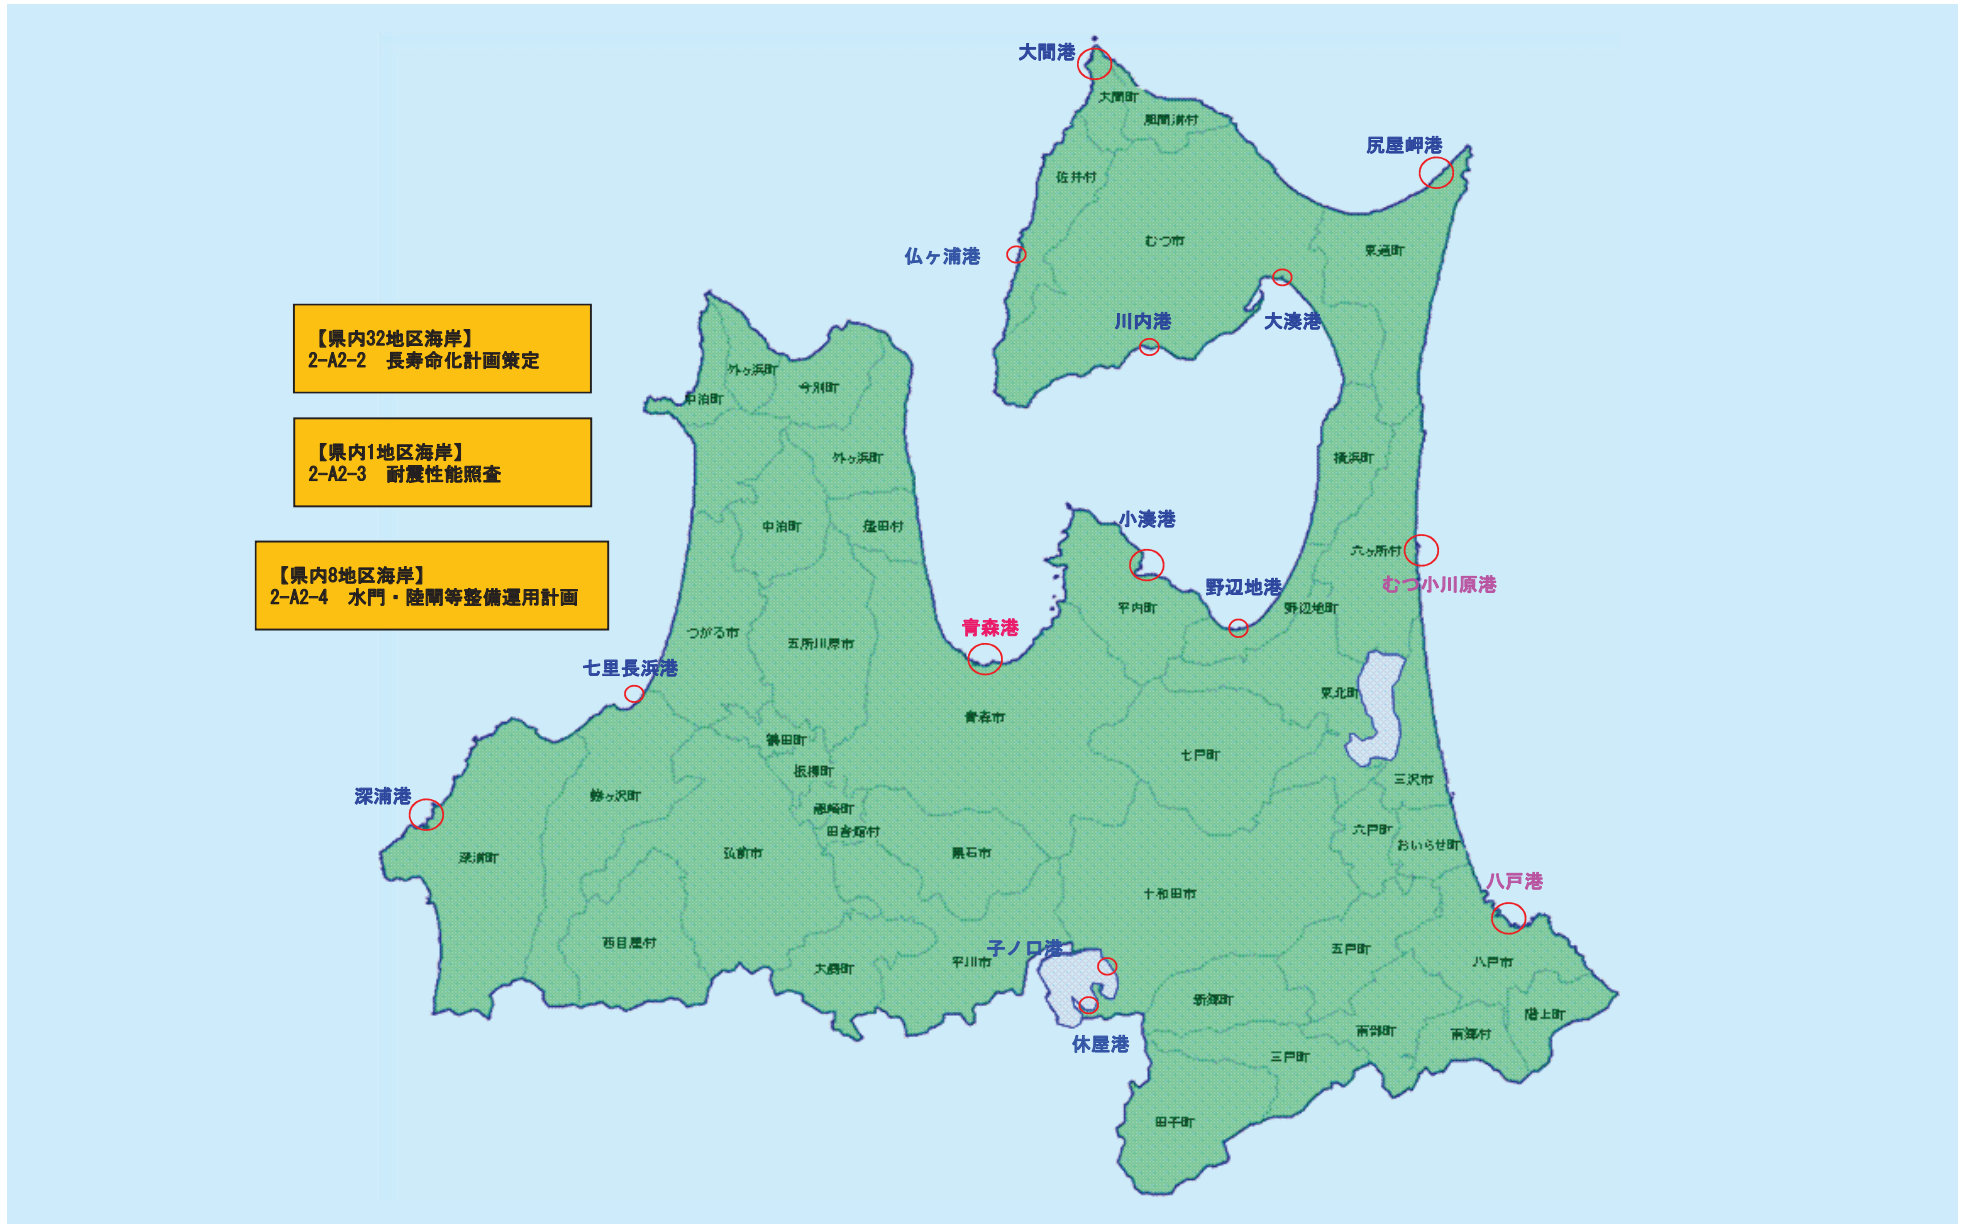 大間港
大間町
風間浦村
尻屋岬港
佐井村
むつ市
東通町
仏ヶ浦港
川内港
大湊港
【県内32地区海岸】
2-A2-2　長寿命化計画策定
外ヶ浜町
今別町
中泊町
【県内1地区海岸】
2-A2-3　耐震性能照査
外ヶ浜町
横浜町
中泊町
蓬田村
小湊港
六ヶ所村
【県内8地区海岸】
2-A2-4　水門・陸閘等整備運用計画
むつ小川原港
野辺地港
平内町
野辺地町
青森港
つがる市
五所川原市
七里長浜港
東北町
青森市
鶴田町
七戸町
板柳町
三沢市
深浦港
鰺ヶ沢町
藤崎町
田舎館村
六戸町
おいらせ町
深浦町
弘前市
黒石市
八戸港
十和田市
西目屋村
子ノ口港
五戸町
大鰐町
平川市
八戸市
新郷町
階上町
休屋港
南部町
南郷村
三戸町
田子町